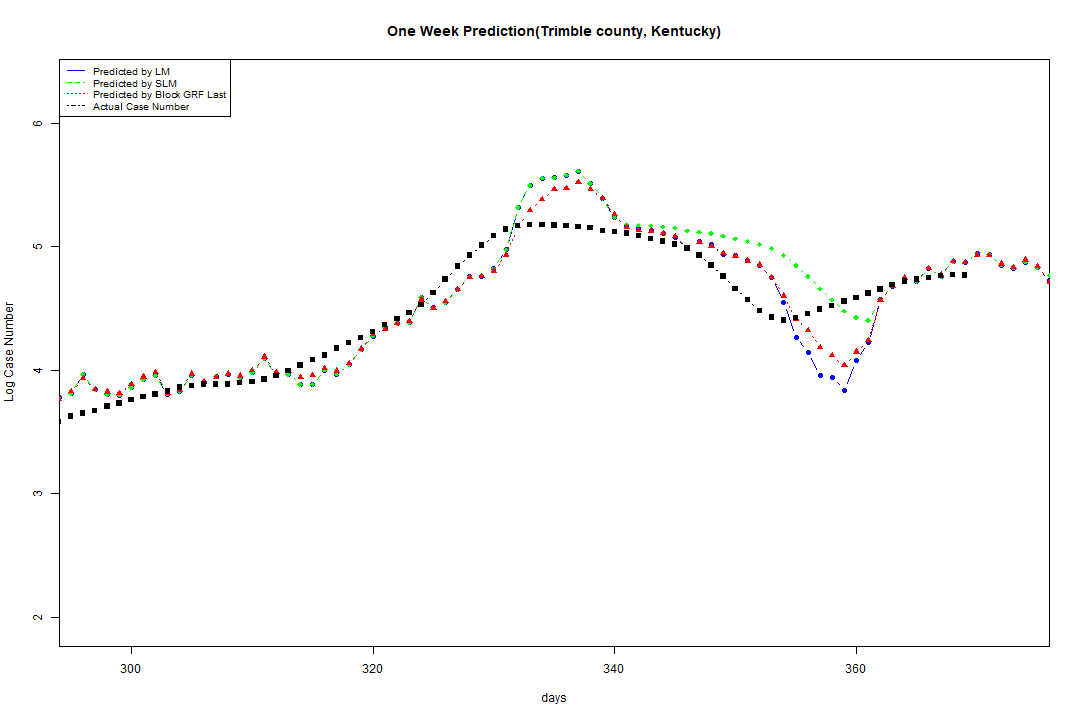 One Week Prediction(Trimble county, Kentucky)
Predicted by LM
Predicted by SLM
Predicted by Block GRF Last
Actual Case Number
6
5
4
3
2
Log Case Number
300 320 340 360
days